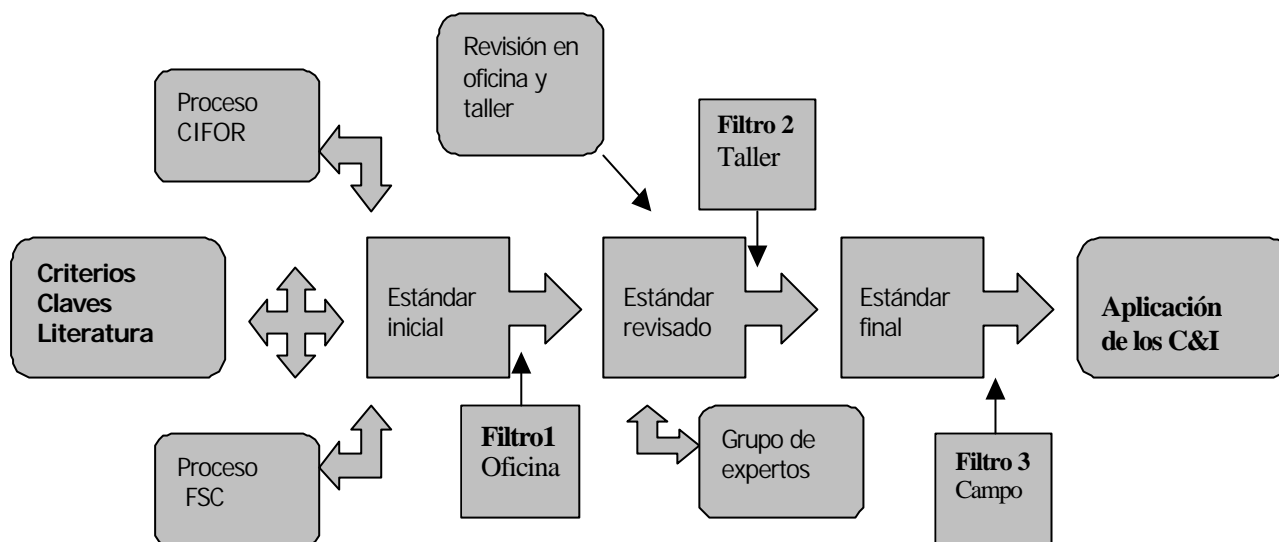 Revisión en
oficina y
taller
Proceso
CIFOR
Filtro 2
Taller
Criterios
Claves
Literatura
Estándar
inicial
Estándar
revisado
Estándar
final
Aplicación
de los C&I
Filtro1
Oficina
Grupo de
expertos
Proceso
FSC
Filtro 3
Campo